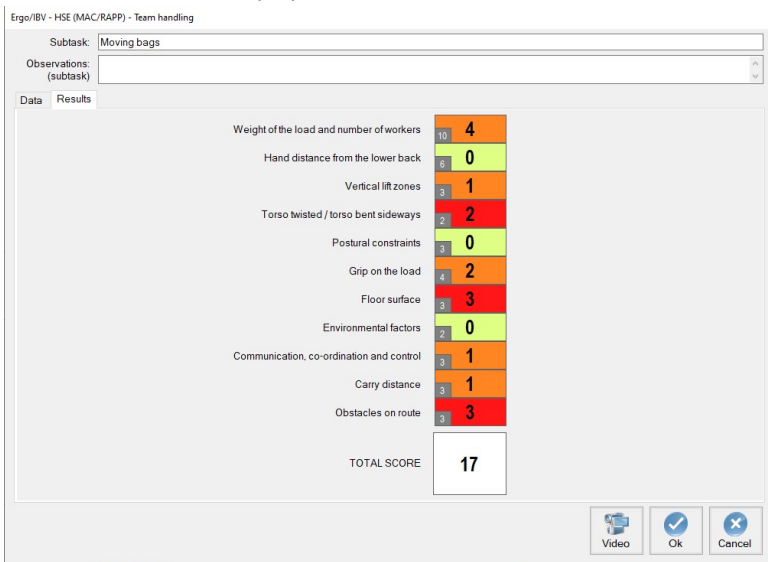 Ergo/IBV - HSE (MAC/RAPP) - Team handling
Subtask: Moving bags
Observations:
(subtask)
Data Results
Weight of the load and number of workers 10 4
Hand distance from the lower back 6 0
Vertical lift zones 3 1
Torso twisted / torso bent sideways 2 2
Postural constraints 3 0
Grip on the load 4 2
Floor surface 3 3
Environmental factors 2 0
Communication, co-ordination and control 3 1
Carry distance 3 1
Obstacles on route 3 3
TOTAL SCORE 17
Video Ok Cancel